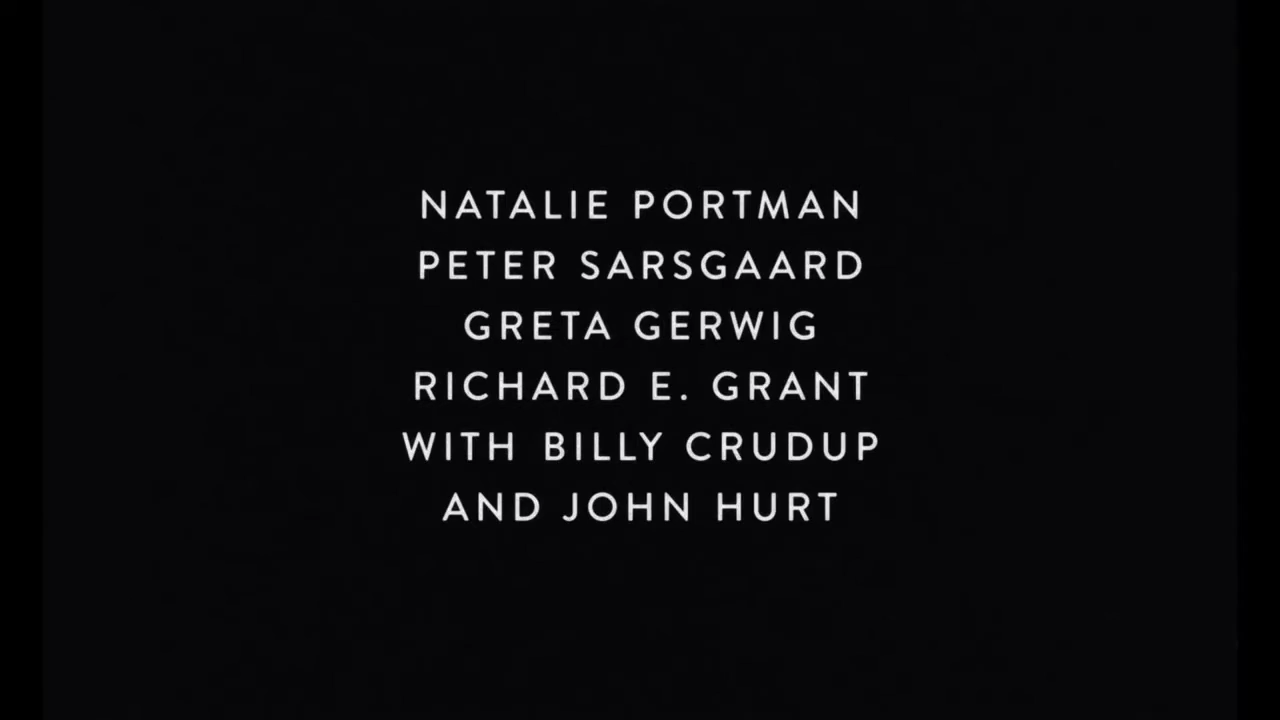 NATALIE PORTMAN
PETER SARSGAARD
GRETA GERWIG
RICHARD E. GRANT
WITH BILLY CRUDUP
AND JOHN HURT